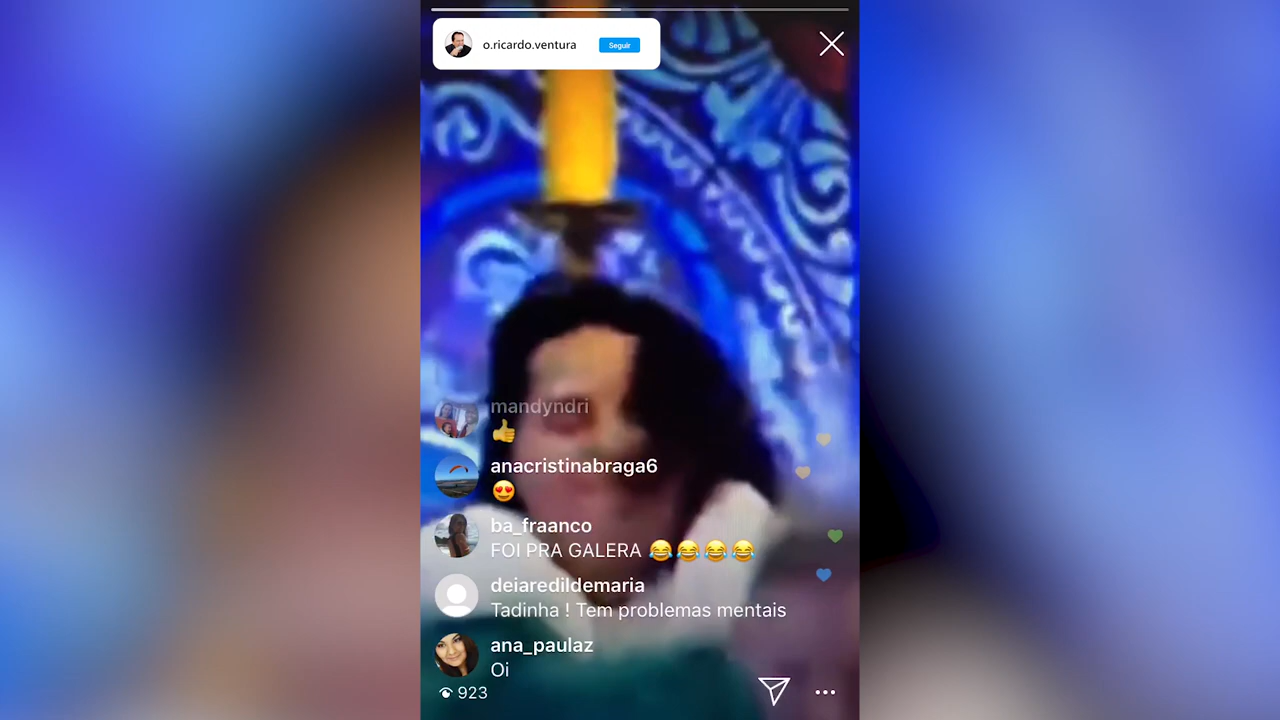 o.ricardo.ventura
Seguir
mandyndri
👍
anacristinabraga6
😍
ba_fraanco
FOI PRA GALERA 😂😂😂😂
deiaredildemaria
Tadinha ! Tem problemas mentais
ana_paulaz
Oi
923